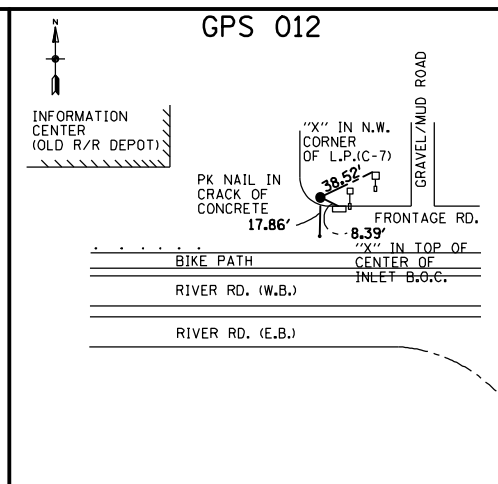 GPS 012
N
INFORMATION
CENTER
(OLD R/R DEPOT)
"X" IN N.W.
CORNER
OF L.P.(C-7)
GRAVEL/MUD ROAD
38.52'
PK NAIL IN
CRACK OF
CONCRETE
17.86'
FRONTAGE RD.
8.39'
"X" IN TOP OF
CENTER OF
INLET B.O.C.
BIKE PATH
RIVER RD. (W.B.)
RIVER RD. (E.B.)